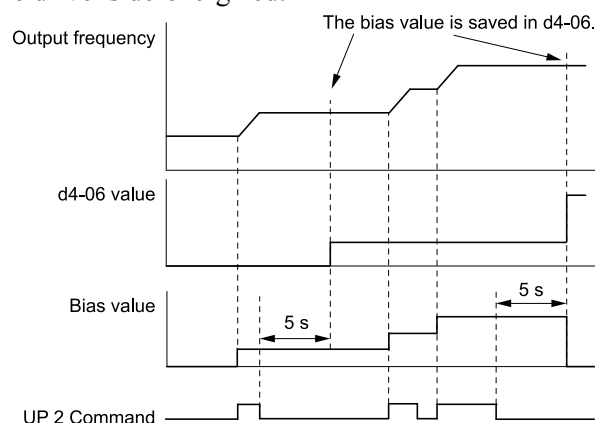 The bias value is saved in d4-06.
Output frequency
d4-06 value
Bias value
5 s
5 s
UP 2 Command